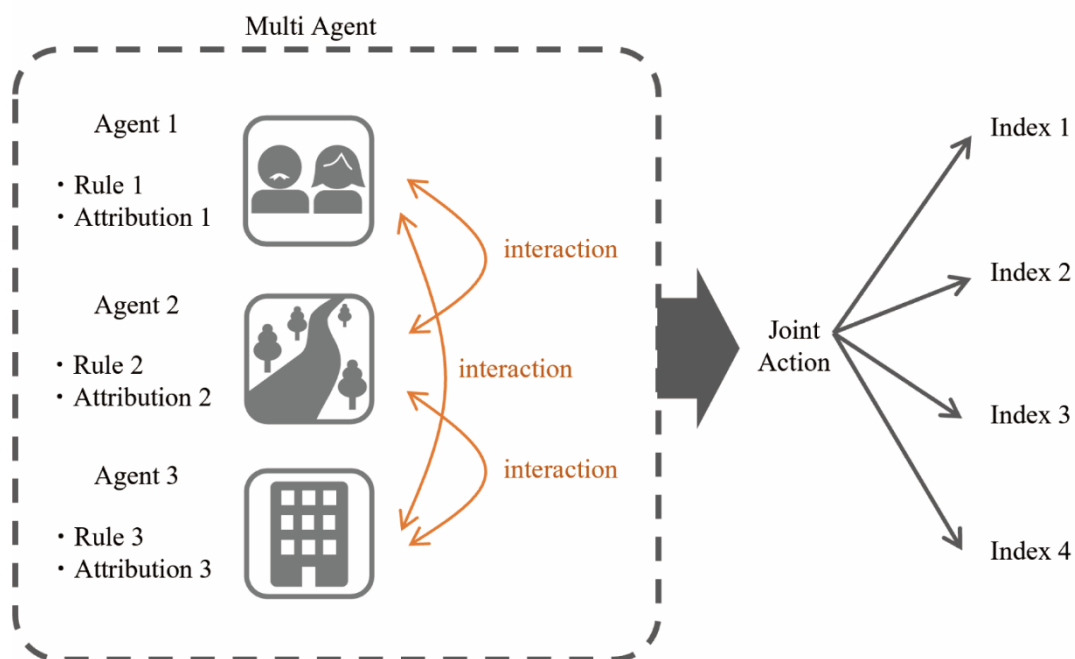 Multi Agent
Agent 1
・Rule 1
・Attribution 1
interaction
Agent 2
・Rule 2
・Attribution 2
interaction
Agent 3
・Rule 3
・Attribution 3
interaction
Joint
Action
Index 1
Index 2
Index 3
Index 4